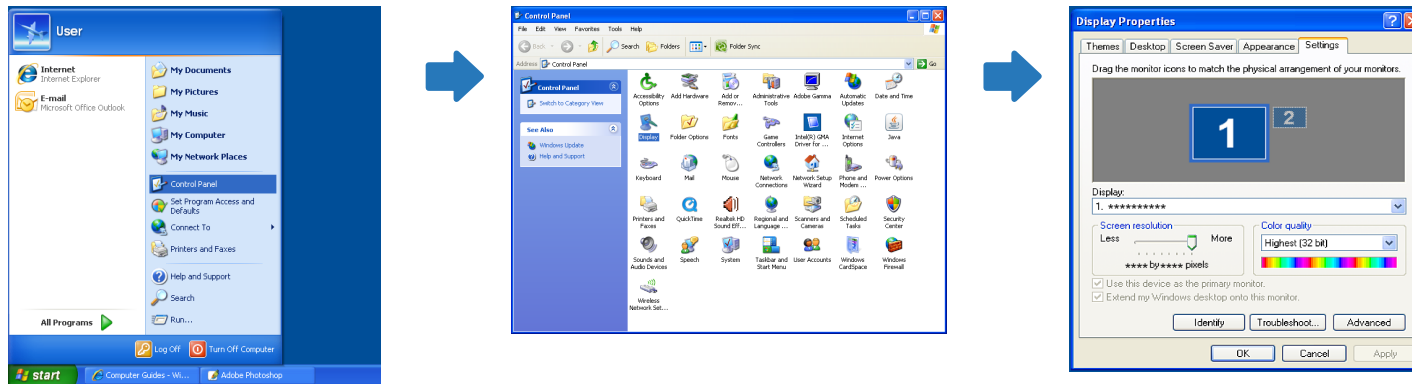 User
Internet
Internet Explorer
E-mail
Microsoft Office Outlook
My Documents
My Pictures
My Music
My Computer
My Network Places
Control Panel
Set Program Access and
Defaults
Connect To
Printers and Faxes
Help and Support
Search
Run...
All Programs
Log Off Turn Off Computer
start Computer Guides - Wi... Adobe Photoshop
Control Panel
File Edit View Favorites Tools Help
Back Search Folders Folder Sync
Address Control Panel Go
Control Panel
Switch to Category View
See Also
Windows Update
Help and Support
Accessibility Options Add Hardware Add or Remov... Administrative Tools Adobe Gamma Automatic Updates Date and Time
Display Folder Options Fonts Game Controllers Intel(R) GMA Driver for ... Internet Options Java
Keyboard Mail Mouse Network Connections Network Setup Wizard Phone and Modem ... Power Options
Printers and Faxes QuickTime Realtek HD Sound Eff... Regional and Language ... Scanners and Cameras Scheduled Tasks Security Center
Sounds and Audio Devices Speech System Taskbar and Start Menu User Accounts Windows CardSpace Windows Firewall
Wireless Network Set...
Display Properties
Themes Desktop Screen Saver Appearance Settings
Drag the monitor icons to match the physical arrangement of your monitors.
1 2
Display:
1. **********
Screen resolution Color quality
Less More Highest (32 bit)
**** by **** pixels
Use this device as the primary monitor.
Extend my Windows desktop onto this monitor.
Identify Troubleshoot... Advanced
OK Cancel Apply